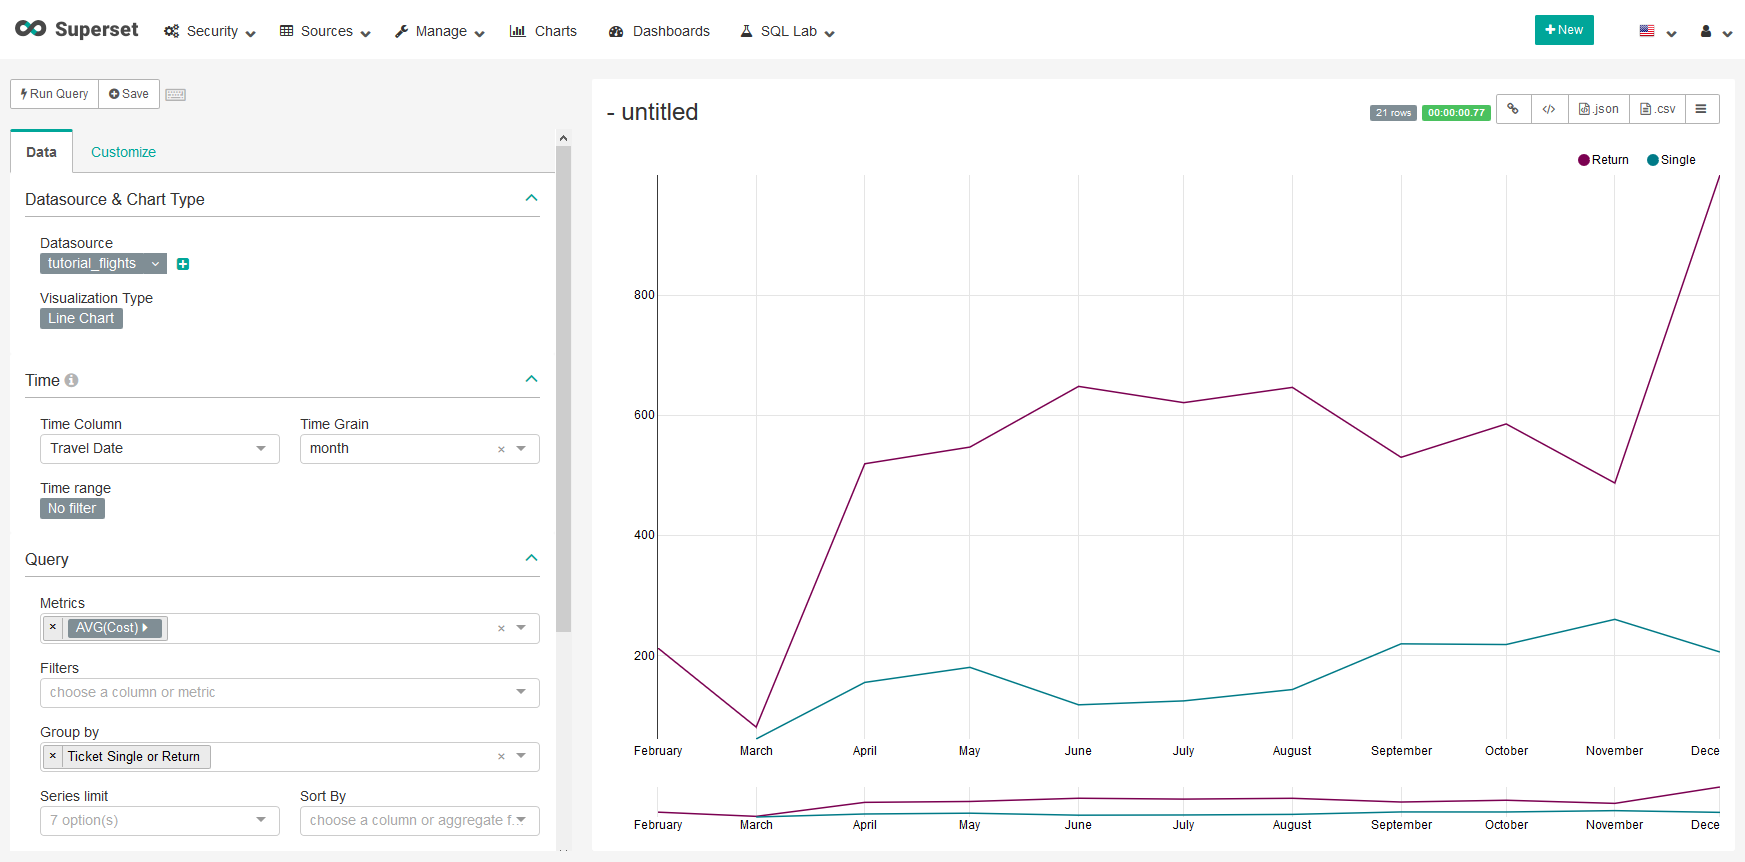 Superset Security Sources Manage Charts Dashboards SQL Lab New
Run Query Save
Data Customize
Datasource & Chart Type
Datasource
tutorial_flights
Visualization Type
Line Chart
Time
Time Column Time Grain
Travel Date month
Time range
No filter
Query
Metrics
× AVG(Cost) ×
Filters
choose a column or metric
Group by
× Ticket Single or Return ×
Series limit Sort By
7 option(s) choose a column or aggregate f...
- untitled
21 rows 00:00:00.77 .json .csv
Return Single
800
600
400
200
February March April May June July August September October November Dece
February March April May June July August September October November Dece